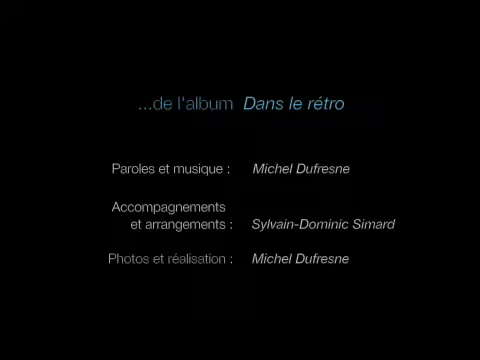 ...de l'album Dans le rétro
Paroles et musique : Michel Dufresne
Accompagnements
et arrangements : Sylvain-Dominic Simard
Photos et réalisation : Michel Dufresne